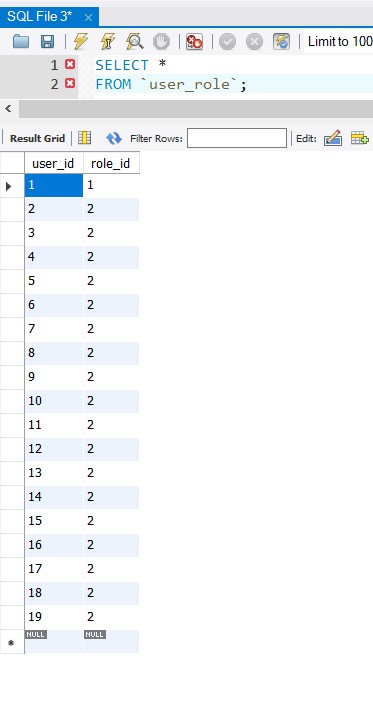 SQL File 3*
Limit to 100
1 SELECT *
2 FROM `user_role`;
Result Grid Filter Rows: Edit:
user_id role_id
1 1
2 2
3 2
4 2
5 2
6 2
7 2
8 2
9 2
10 2
11 2
12 2
13 2
14 2
15 2
16 2
17 2
18 2
19 2
NULL NULL